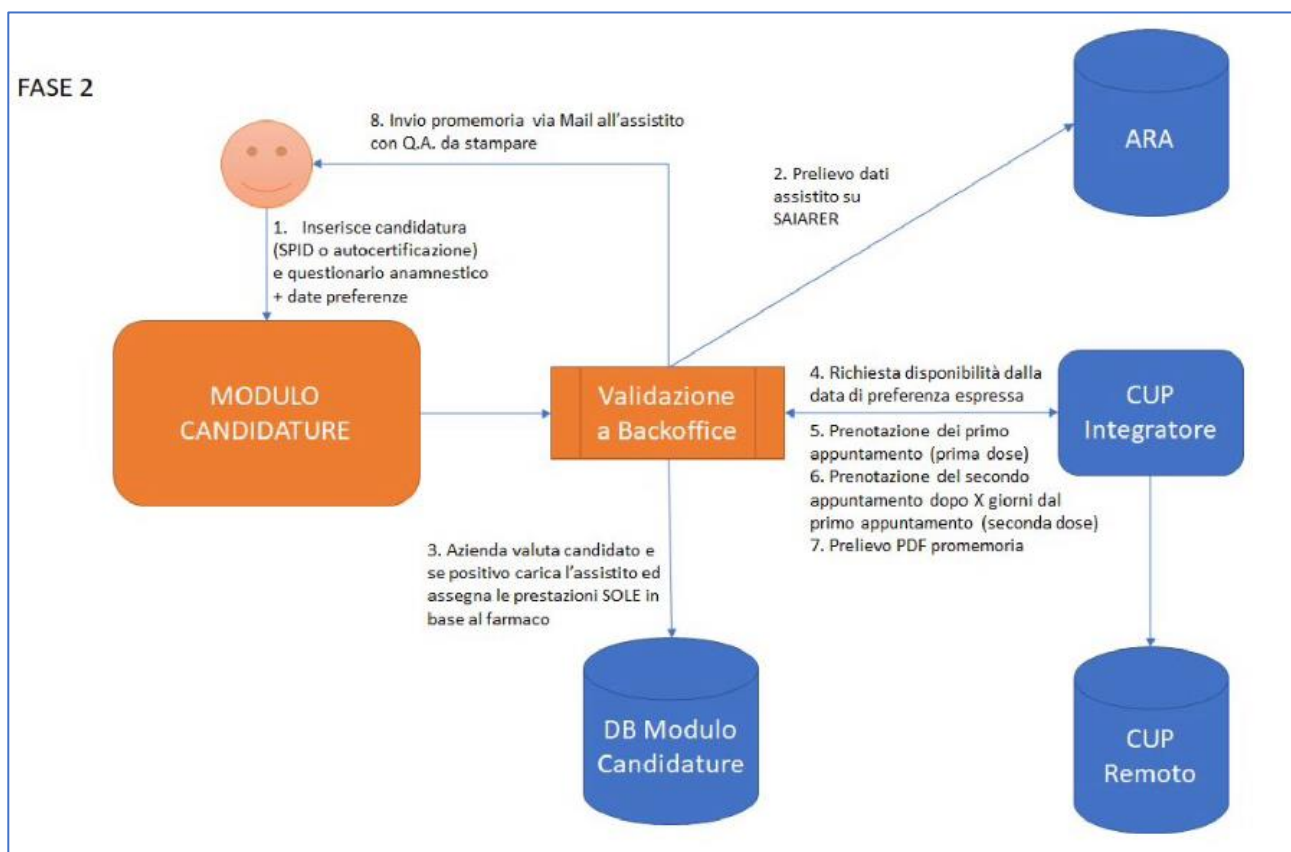 FASE 2
8. Invio promemoria via Mail all'assistito
con Q.A. da stampare
ARA
2. Prelievo dati
assistito su
SAIARER
1. Inserisce candidatura
(SPID o autocertificazione)
e questionario anamnestico
+ date preferenze
MODULO
CANDIDATURE
Validazione
a Backoffice
4. Richiesta disponibilità dalla
data di preferenza espressa
5. Prenotazione dei primo
appuntamento (prima dose)
6. Prenotazione del secondo
appuntamento dopo X giorni dal
primo appuntamento (seconda dose)
7. Prelievo PDF promemoria
CUP
Integratore
3. Azienda valuta candidato e
se positivo carica l'assistito ed
assegna le prestazioni SOLE in
base al farmaco
DB Modulo
Candidature
CUP
Remoto